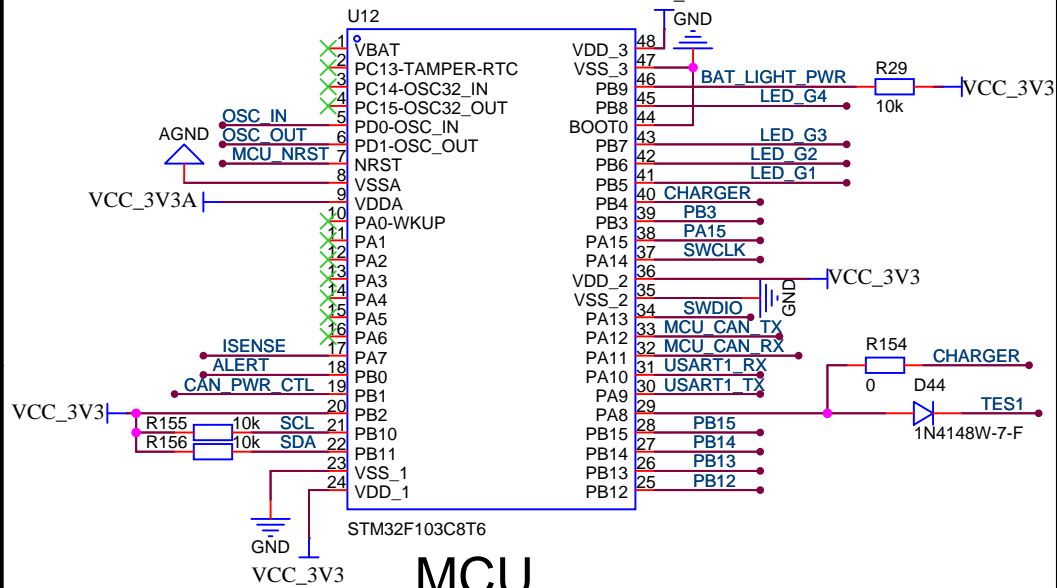 U12
GND
1 VBAT
2 PC13-TAMPER-RTC
3 PC14-OSC32_IN
4 PC15-OSC32_OUT
OSC_IN 5 PD0-OSC_IN
OSC_OUT 6 PD1-OSC_OUT
MCU_NRST 7 NRST
AGND
8 VSSA
VCC_3V3A 9 VDDA
10 PA0-WKUP
11 PA1
12 PA2
13 PA3
14 PA4
15 PA5
16 PA6
ISENSE 17 PA7
ALERT 18 PB0
CAN_PWR_CTL 19 PB1
VCC_3V3 20 PB2
R155 10k SCL 21 PB10
R156 10k SDA 22 PB11
23 VSS_1
24 VDD_1
GND
VCC_3V3
VDD_3 48
VSS_3 47
PB9 46 BAT_LIGHT_PWR R29 10k VCC_3V3
PB8 45 LED_G4
BOOT0 44
PB7 43 LED_G3
PB6 42 LED_G2
PB5 41 LED_G1
PB4 40 CHARGER
PB3 39 PB3
PA15 38 PA15
PA14 37 SWCLK
VDD_2 36 VCC_3V3
VSS_2 35 GND
PA13 34 SWDIO
PA12 33 MCU_CAN_TX
PA11 32 MCU_CAN_RX
PA10 31 USART1_RX
PA9 30 USART1_TX
PA8 29
R154 0 CHARGER
D44 TES1
1N4148W-7-F
PB15 28 PB15
PB14 27 PB14
PB13 26 PB13
PB12 25 PB12
STM32F103C8T6
MCU